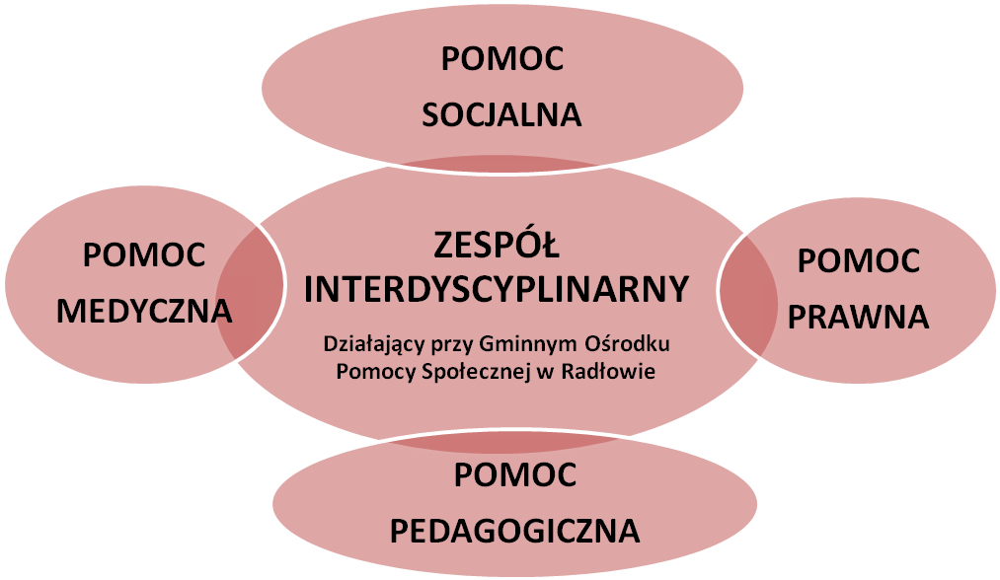 POMOC
SOCJALNA
POMOC
MEDYCZNA
ZESPÓŁ
INTERDYSCYPLINARNY
Działający przy Gminnym Ośrodku
Pomocy Społecznej w Radłowie
POMOC
PRAWNA
POMOC
PEDAGOGICZNA